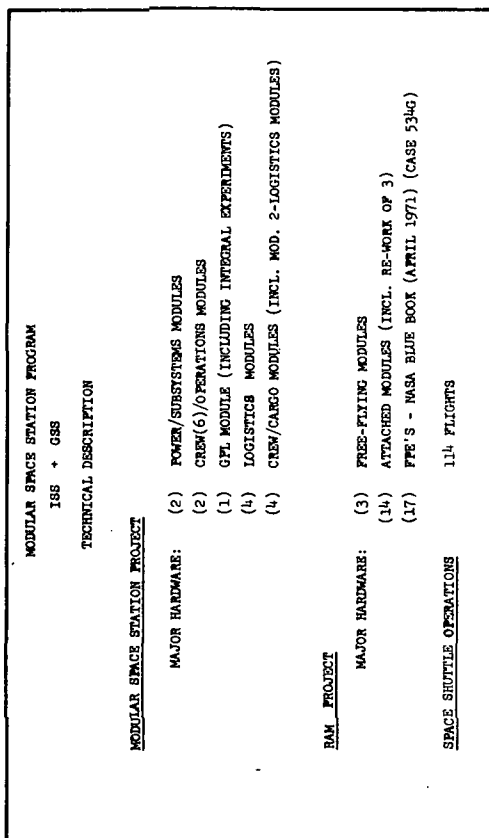 MODULAR SPACE STATION PROGRAM
ISS + GSS
TECHNICAL DESCRIPTION
MODULAR SPACE STATION PROJECT
MAJOR HARDWARE: (2) POWER/SUBSYSTEMS MODULES
(2) CREW(6)/OPERATIONS MODULES
(1) GPL MODULE (INCLUDING INTEGRAL EXPERIMENTS)
(4) LOGISTICS MODULES
(4) CREW/CARGO MODULES (INCL. MOD. 2-LOGISTICS MODULES)
RAM PROJECT
MAJOR HARDWARE: (3) FREE-FLYING MODULES
(14) ATTACHED MODULES (INCL. RE-WORK OF 3)
(17) FPE'S - NASA BLUE BOOK (APRIL 1971) (CASE 534G)
SPACE SHUTTLE OPERATIONS 114 FLIGHTS